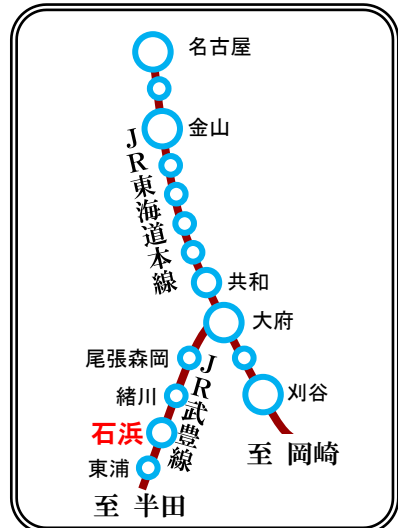 名古屋
金山
JR東海道本線
共和
大府
尾張森岡
JR武豊線
緒川
刈谷
石浜
至 岡崎
東浦
至 半田